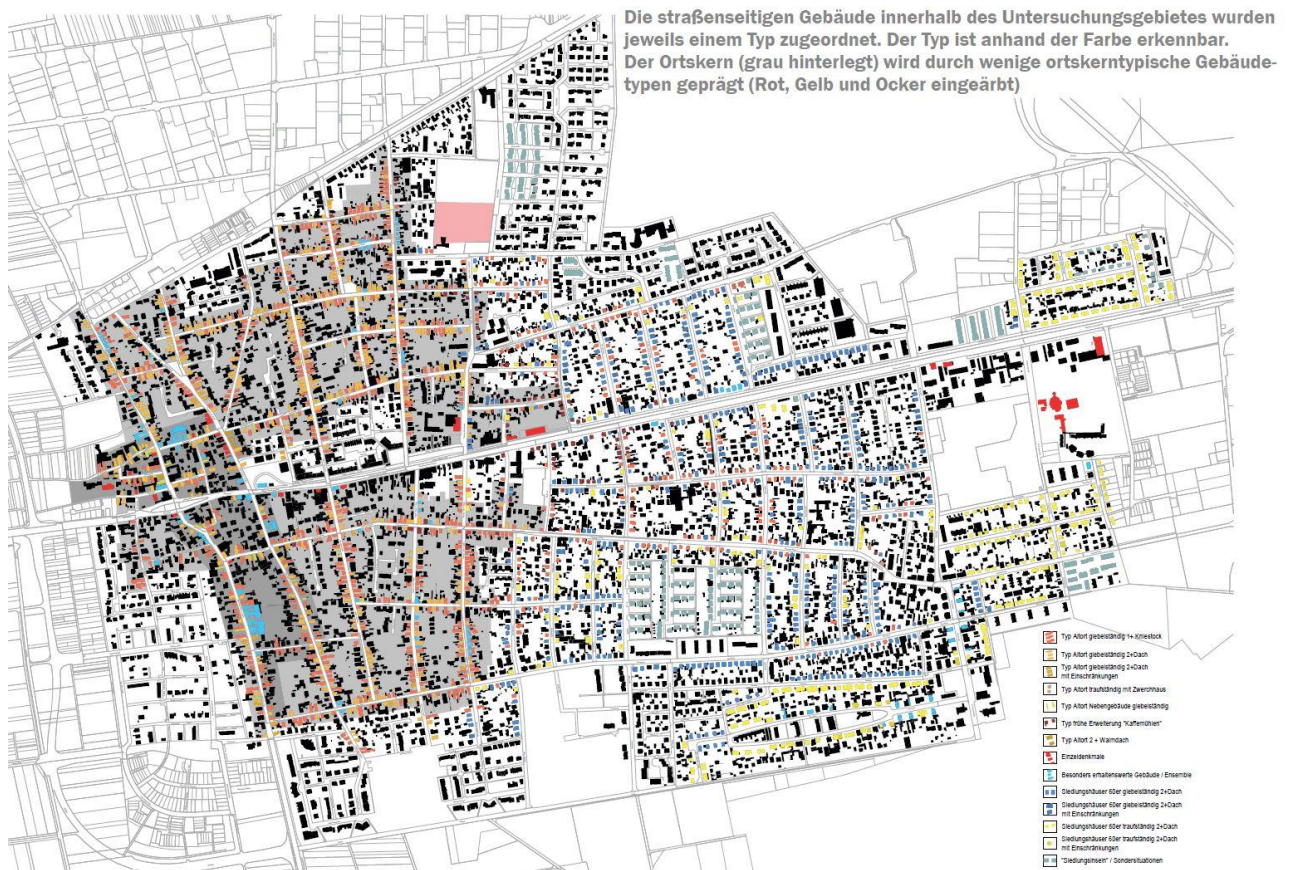 Die straßenseitigen Gebäude innerhalb des Untersuchungsgebietes wurden
jeweils einem Typ zugeordnet. Der Typ ist anhand der Farbe erkennbar.
Der Ortskern (grau hinterlegt) wird durch wenige ortskerntypische Gebäude-
typen geprägt (Rot, Gelb und Ocker eingeärbt)
Typ Altort giebelständig 1+ Kniestock
Typ Altort giebelständig 2+Dach
Typ Altort giebelständig 2+Dach
mit Einschränkungen
Typ Altort traufständig mit Zwerchhaus
Typ Altort Nebengebäude giebelständig
Typ frühe Erweiterung "Kaffemühlen"
Typ Altort 2 + Walmdach
Einzeldenkmale
Besonders erhaltenswerte Gebäude / Ensemble
Siedlungshäuser 60er giebelständig 2+Dach
Siedlungshäuser 60er giebelständig 2+Dach
mit Einschränkungen
Siedlungshäuser 60er traufständig 2+Dach
Siedlungshäuser 60er traufständig 2+Dach
mit Einschränkungen
"Siedlungsinseln" / Sondersituationen